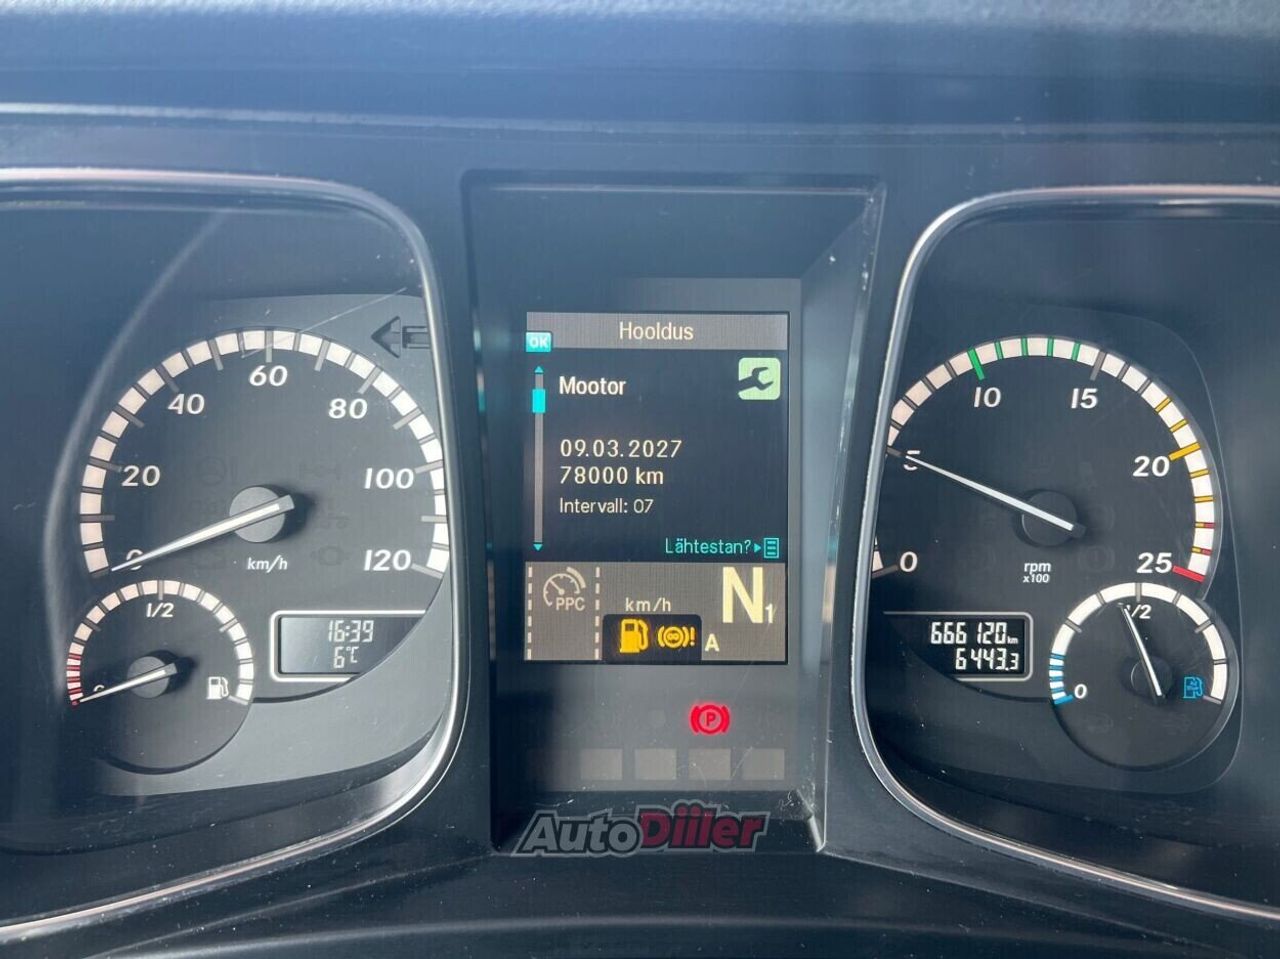 Hooldus
OK
Mootor
09.03.2027
78000 km
Intervall: 07
Lähtestan?
PPC
km/h
N1
A
0
20
40
60
80
100
120
km/h
0
1/2
16:39
6°C
0
5
10
15
20
25
rpm
x100
666 120 km
6443.3
0
1/2
P
AutoDiiler